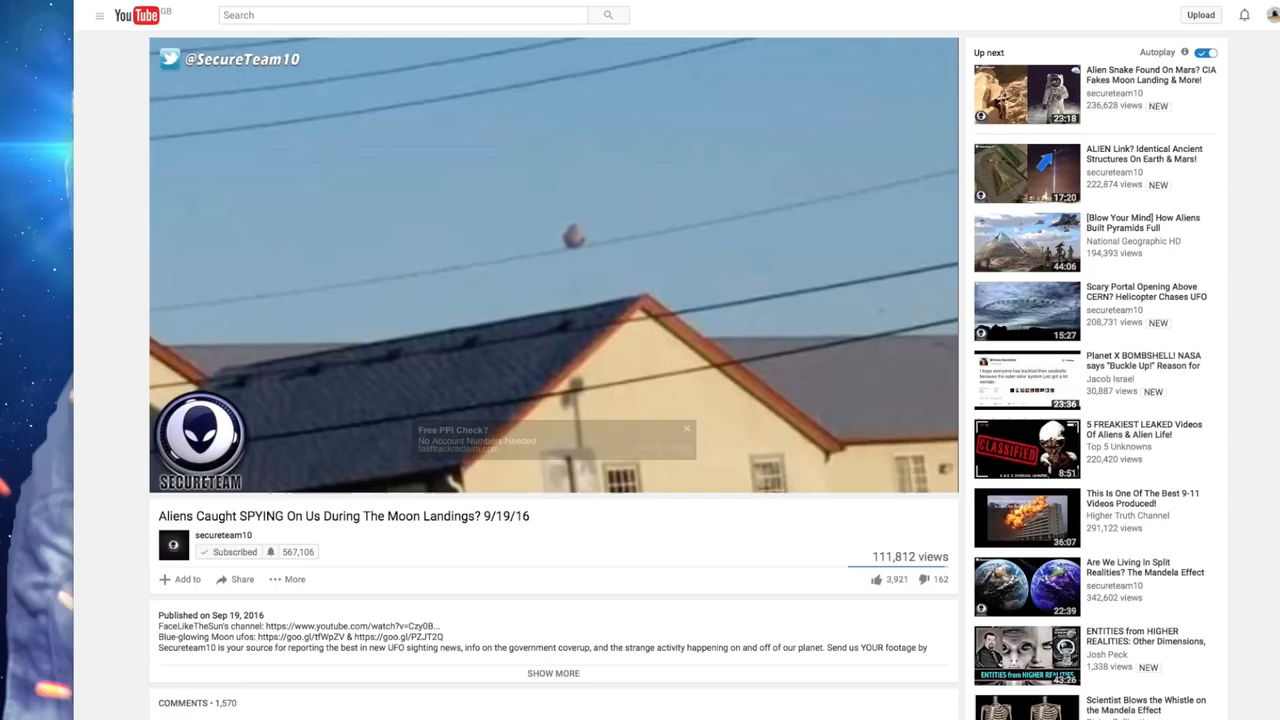 YouTube GB
Search
Upload
@SecureTeam10
Free PPI Check?
No Account Numbers Needed
fasttrackreclaim.com
SECURETEAM
Aliens Caught SPYING On Us During The Moon Landings? 9/19/16
secureteam10
Subscribed 567,106
111,812 views
Add to Share More
3,921 162
Published on Sep 19, 2016
FaceLikeTheSun's channel: https://www.youtube.com/watch?v=Czy0B...
Blue-glowing Moon ufos: https://goo.gl/tfWpZV & https://goo.gl/PZJT2Q
Secureteam10 is your source for reporting the best in new UFO sighting news, info on the government coverup, and the strange activity happening on and off of our planet. Send us YOUR footage by
SHOW MORE
COMMENTS • 1,570
Up next
Autoplay
Alien Snake Found On Mars? CIA
Fakes Moon Landing & More!
secureteam10
236,628 views NEW
23:18
ALIEN Link? Identical Ancient
Structures On Earth & Mars!
secureteam10
222,874 views NEW
17:20
[Blow Your Mind] How Aliens
Built Pyramids Full
National Geographic HD
194,393 views
44:06
Scary Portal Opening Above
CERN? Helicopter Chases UFO
secureteam10
208,731 views NEW
15:27
Planet X BOMBSHELL! NASA
says "Buckle Up!" Reason for
Jacob Israel
30,887 views NEW
23:36
5 FREAKIEST LEAKED Videos
Of Aliens & Alien Life!
Top 5 Unknowns
220,420 views
CLASSIFIED
8:51
This Is One Of The Best 9-11
Videos Produced!
Higher Truth Channel
291,122 views
36:07
Are We Living In Split
Realities? The Mandela Effect
secureteam10
342,602 views
22:39
ENTITIES from HIGHER
REALITIES: Other Dimensions,
Josh Peck
1,338 views NEW
ENTITIES from HIGHER REALITIES
43:26
Scientist Blows the Whistle on
the Mandela Effect